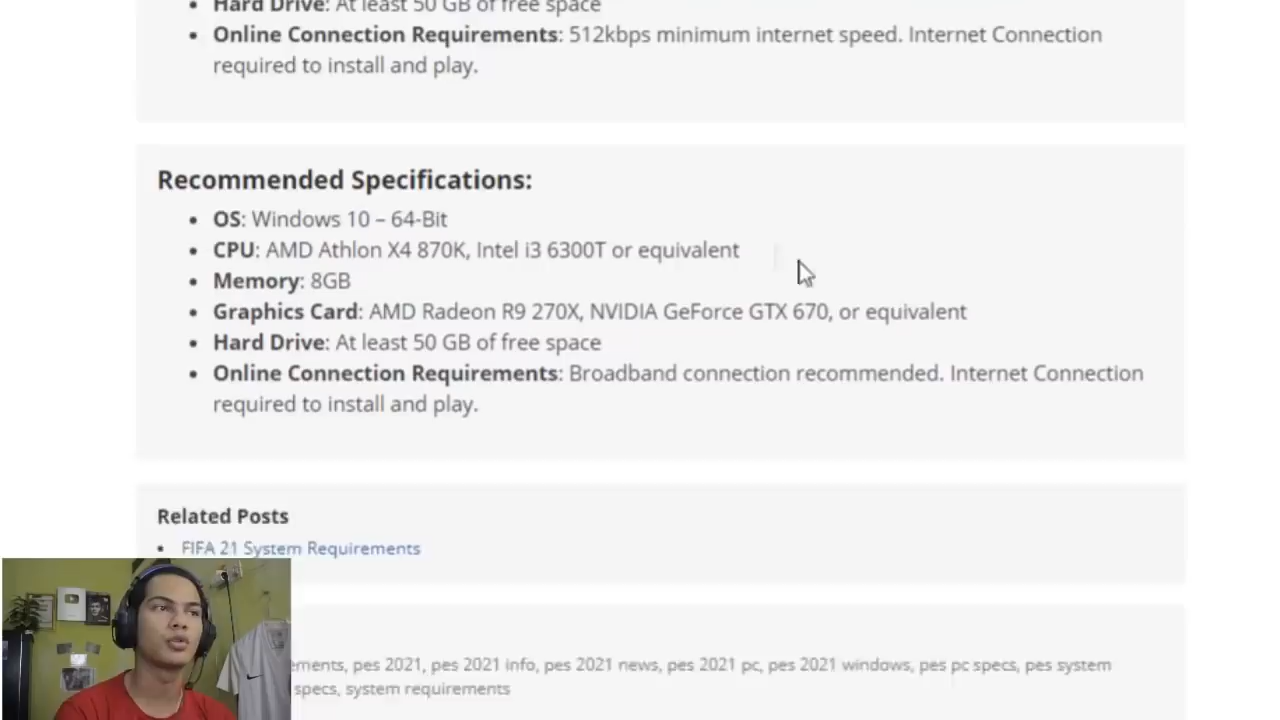 Hard Drive: At least 50 GB of free space
Online Connection Requirements: 512kbps minimum internet speed. Internet Connection
required to install and play.
Recommended Specifications:
OS: Windows 10 – 64-Bit
CPU: AMD Athlon X4 870K, Intel i3 6300T or equivalent
Memory: 8GB
Graphics Card: AMD Radeon R9 270X, NVIDIA GeForce GTX 670, or equivalent
Hard Drive: At least 50 GB of free space
Online Connection Requirements: Broadband connection recommended. Internet Connection
required to install and play.
Related Posts
FIFA 21 System Requirements
ements, pes 2021, pes 2021 info, pes 2021 news, pes 2021 pc, pes 2021 windows, pes pc specs, pes system
specs, system requirements